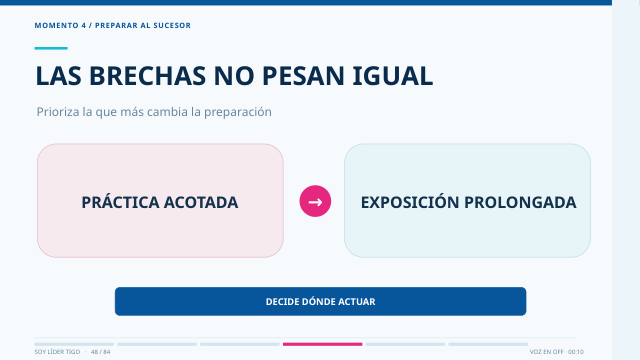 MOMENTO 4 / PREPARAR AL SUCESOR
LAS BRECHAS NO PESAN IGUAL
Prioriza la que más cambia la preparación
PRÁCTICA ACOTADA
→
EXPOSICIÓN PROLONGADA
DECIDE DÓNDE ACTUAR
SOY LÍDER TIGO · 48 / 84
VOZ EN OFF · 00:10